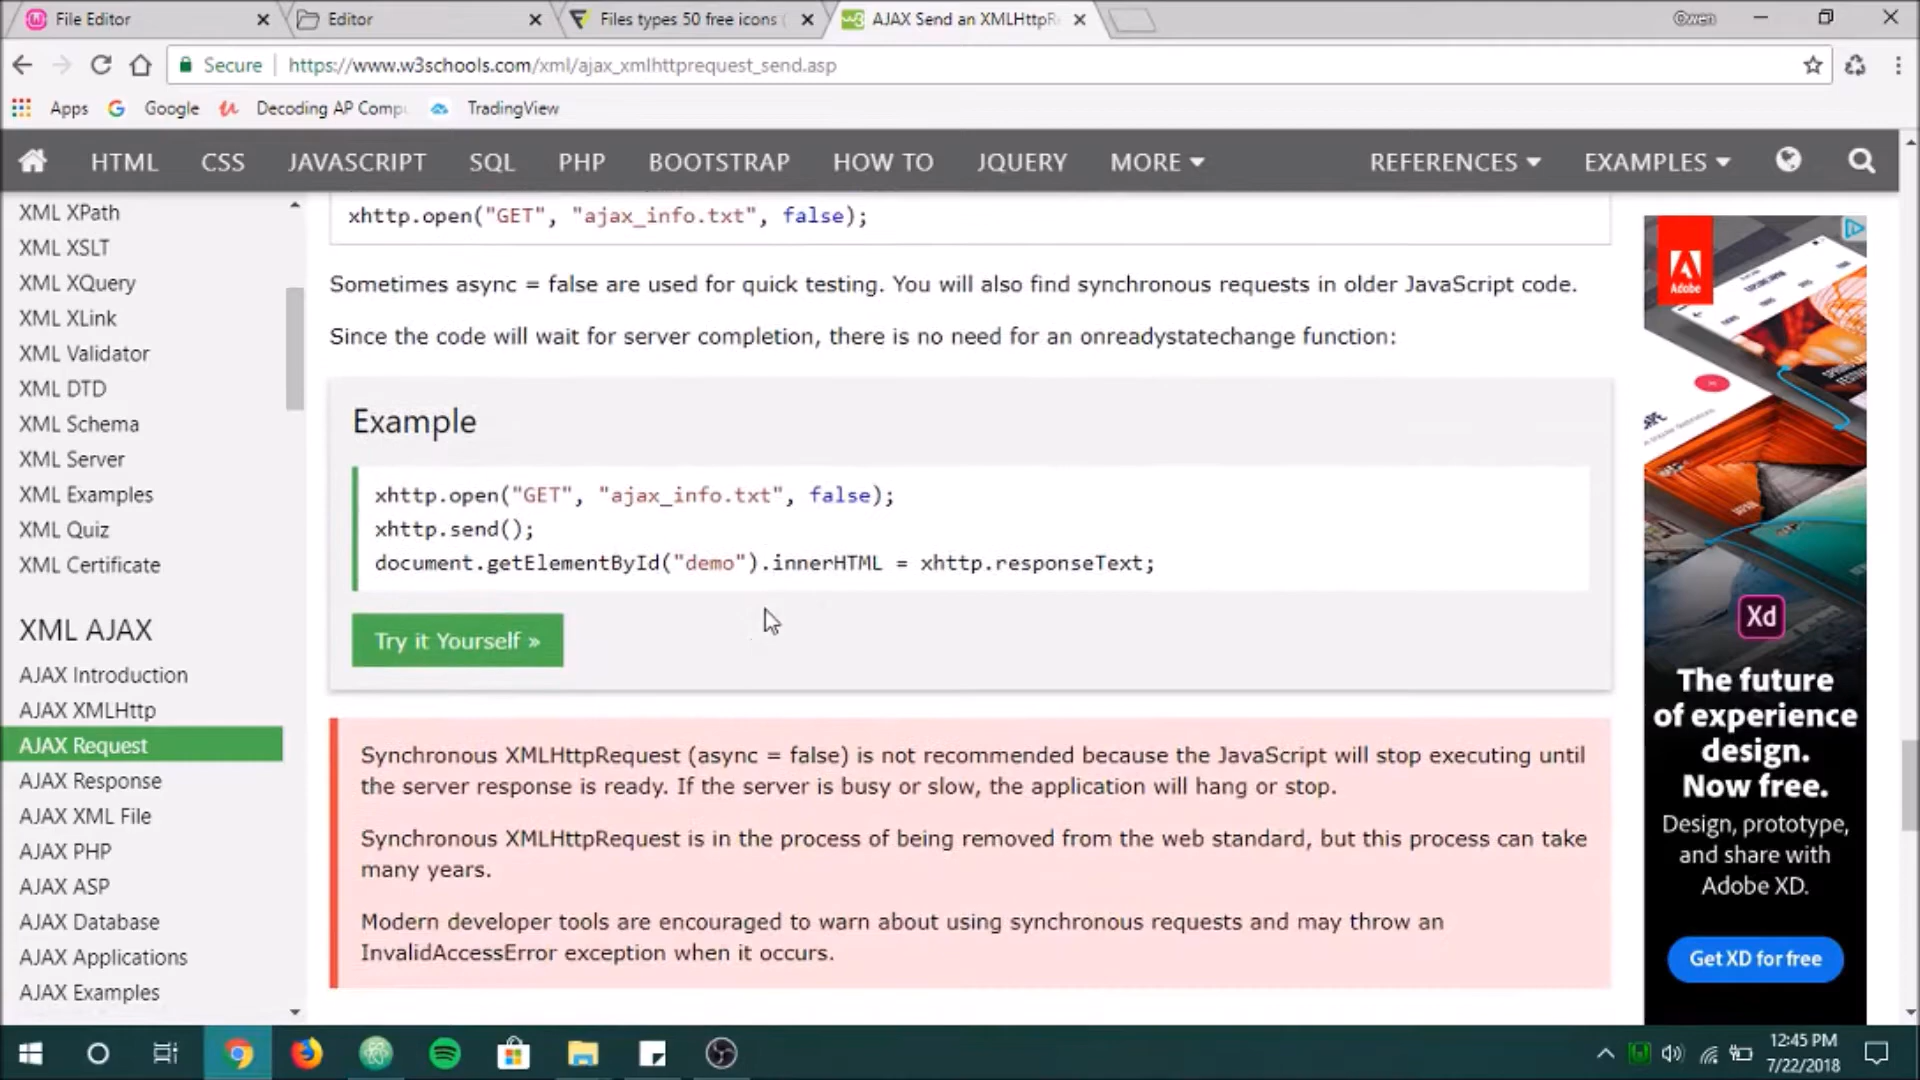 File Editor
Editor
Files types 50 free icons (
AJAX Send an XMLHttpR
Owen
Secure
https://www.w3schools.com/xml/ajax_xmlhttprequest_send.asp
Apps
Google
Decoding AP Compu
TradingView
HTML
CSS
JAVASCRIPT
SQL
PHP
BOOTSTRAP
HOW TO
JQUERY
MORE
REFERENCES
EXAMPLES
XML XPath
XML XSLT
XML XQuery
XML XLink
XML Validator
XML DTD
XML Schema
XML Server
XML Examples
XML Quiz
XML Certificate
XML AJAX
AJAX Introduction
AJAX XMLHttp
AJAX Request
AJAX Response
AJAX XML File
AJAX PHP
AJAX ASP
AJAX Database
AJAX Applications
AJAX Examples
xhttp.open("GET", "ajax_info.txt", false);
Sometimes async = false are used for quick testing. You will also find synchronous requests in older JavaScript code.
Since the code will wait for server completion, there is no need for an onreadystatechange function:
Example
xhttp.open("GET", "ajax_info.txt", false);
xhttp.send();
document.getElementById("demo").innerHTML = xhttp.responseText;
Try it Yourself »
Synchronous XMLHttpRequest (async = false) is not recommended because the JavaScript will stop executing until
the server response is ready. If the server is busy or slow, the application will hang or stop.
Synchronous XMLHttpRequest is in the process of being removed from the web standard, but this process can take
many years.
Modern developer tools are encouraged to warn about using synchronous requests and may throw an
InvalidAccessError exception when it occurs.
Adobe
Xd
The future
of experience
design.
Now free.
Design, prototype,
and share with
Adobe XD.
Get XD for free
12:45 PM
7/22/2018